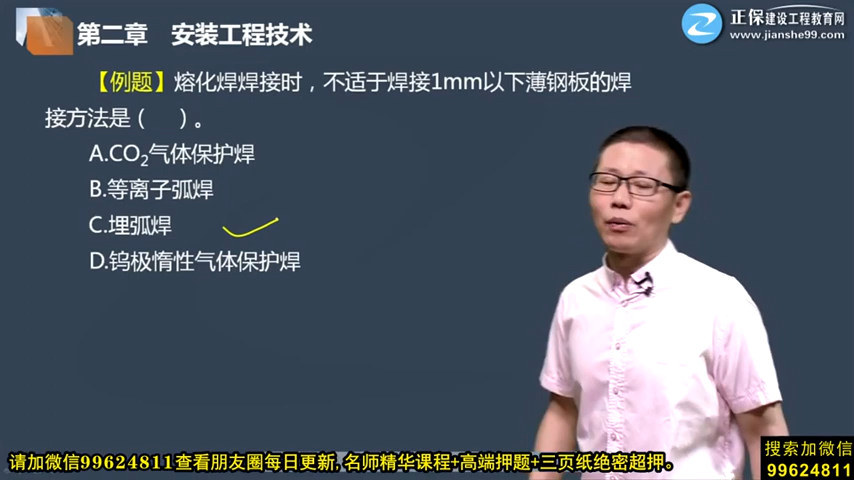 第二章 安装工程技术
正保建设工程教育网
www.jianshe99.com
【例题】熔化焊焊接时，不适于焊接1mm以下薄钢板的焊
接方法是（ ）。
A.CO₂气体保护焊
B.等离子弧焊
C.埋弧焊
D.钨极惰性气体保护焊
请加微信99624811查看朋友圈每日更新,名师精华课程+高端押题+三页纸绝密超押。
搜索加微信
99624811